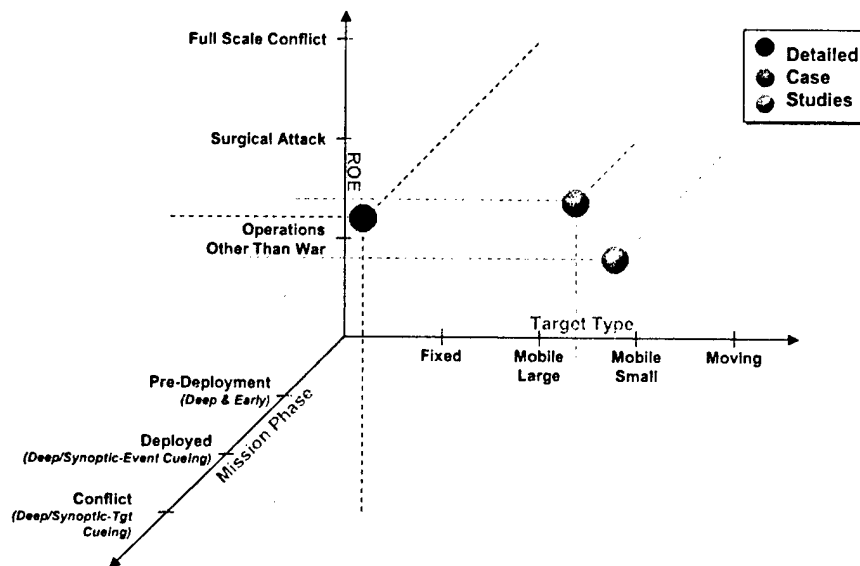 Full Scale Conflict
Detailed
Case
Studies
Surgical Attack
ROE
Operations
Other Than War
Target Type
Fixed
Mobile
Large
Mobile
Small
Moving
Pre-Deployment
(Deep & Early)
Mission Phase
Deployed
(Deep/Synoptic-Event Cueing)
Conflict
(Deep/Synoptic-Tgt
Cueing)